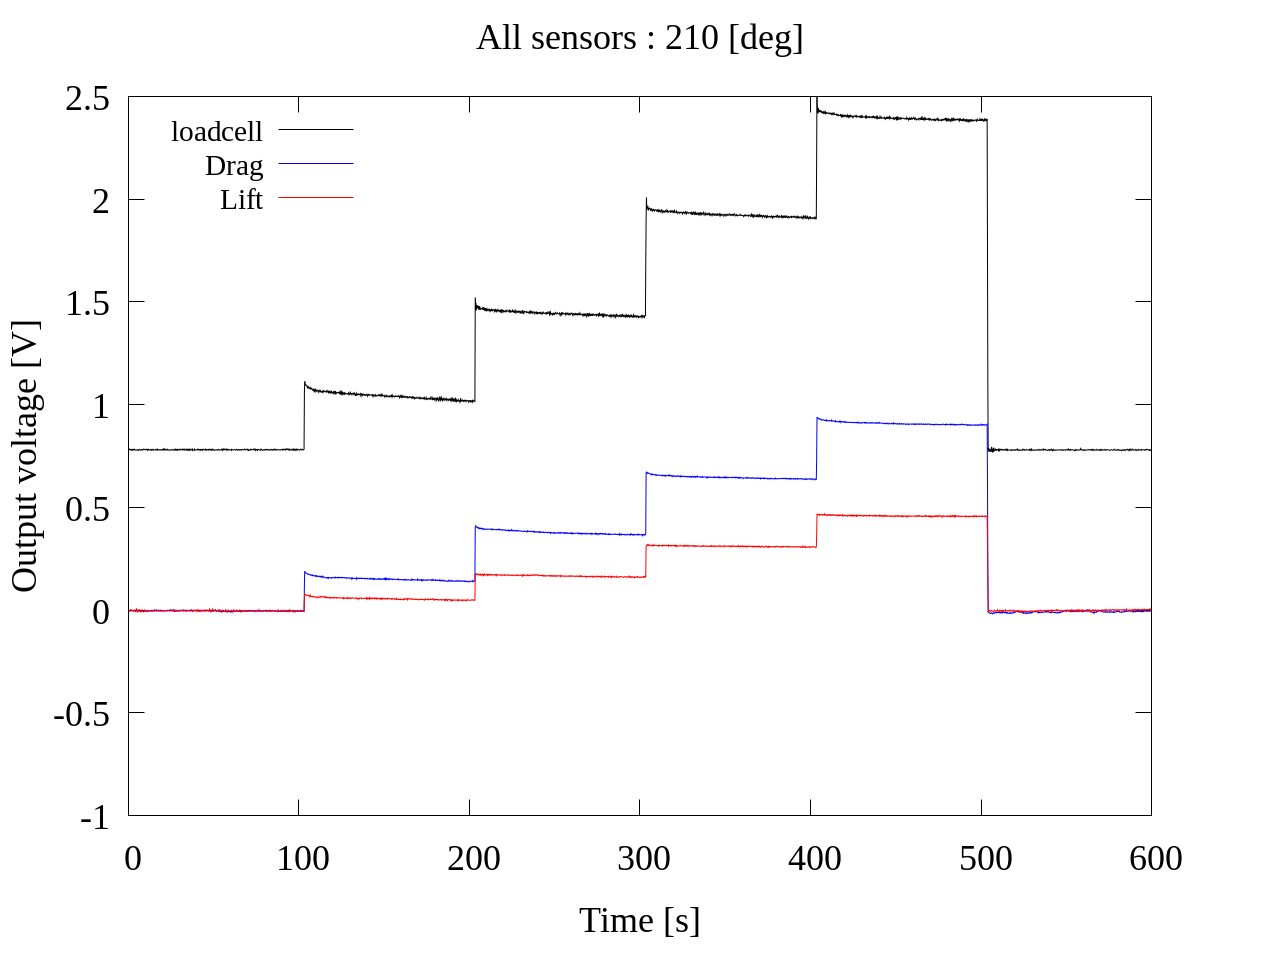 All sensors : 210 [deg]
2.5
2
1.5
1
0.5
0
-0.5
-1
loadcell
Drag
Lift
Output voltage [V]
0 100 200 300 400 500 600
Time [s]